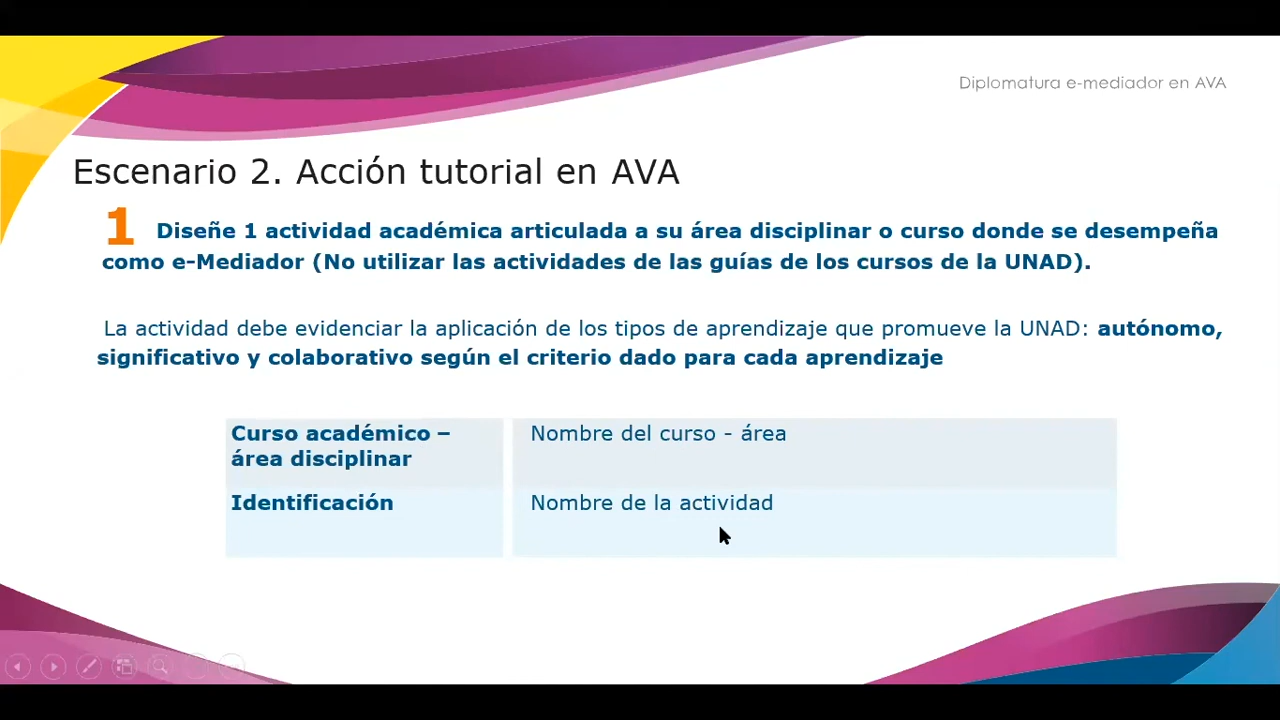 Diplomatura e-mediador en AVA
Escenario 2. Acción tutorial en AVA
1 Diseñe 1 actividad académica articulada a su área disciplinar o curso donde se desempeña
como e-Mediador (No utilizar las actividades de las guías de los cursos de la UNAD).
La actividad debe evidenciar la aplicación de los tipos de aprendizaje que promueve la UNAD: autónomo,
significativo y colaborativo según el criterio dado para cada aprendizaje
Curso académico –
área disciplinar
Nombre del curso - área
Identificación
Nombre de la actividad